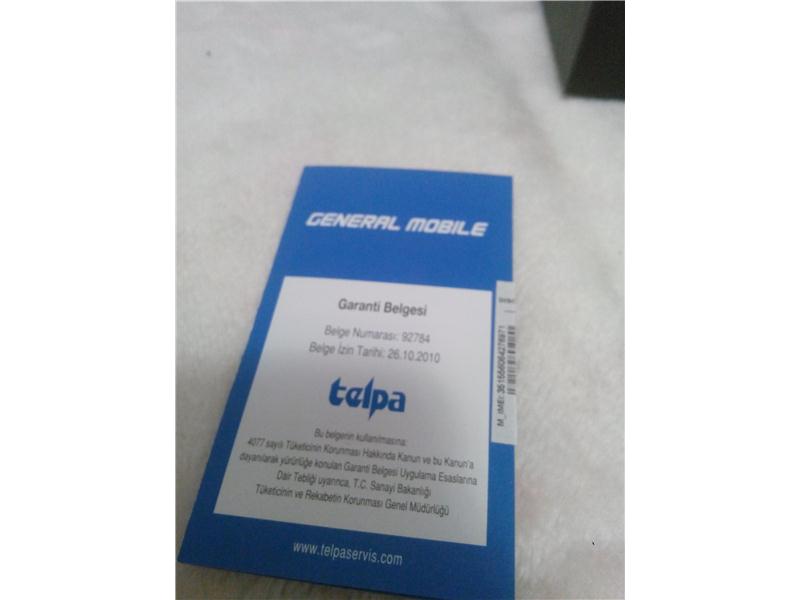 GENERAL MOBILE
Garanti Belgesi
Belge Numarası: 92784
Belge İzin Tarihi: 26.10.2010
telpa
Bu belgenin kullanılmasına:
4077 sayılı Tüketicinin Korunması Hakkında Kanun ve bu Kanun'a
dayanılarak yürürlüğe konulan Garanti Belgesi Uygulama Esaslarına
Dair Tebliği uyarınca, T.C. Sanayi Bakanlığı
Tüketicinin ve Rekabetin Korunması Genel Müdürlüğü
www.telpaservis.com
M_IMEI: